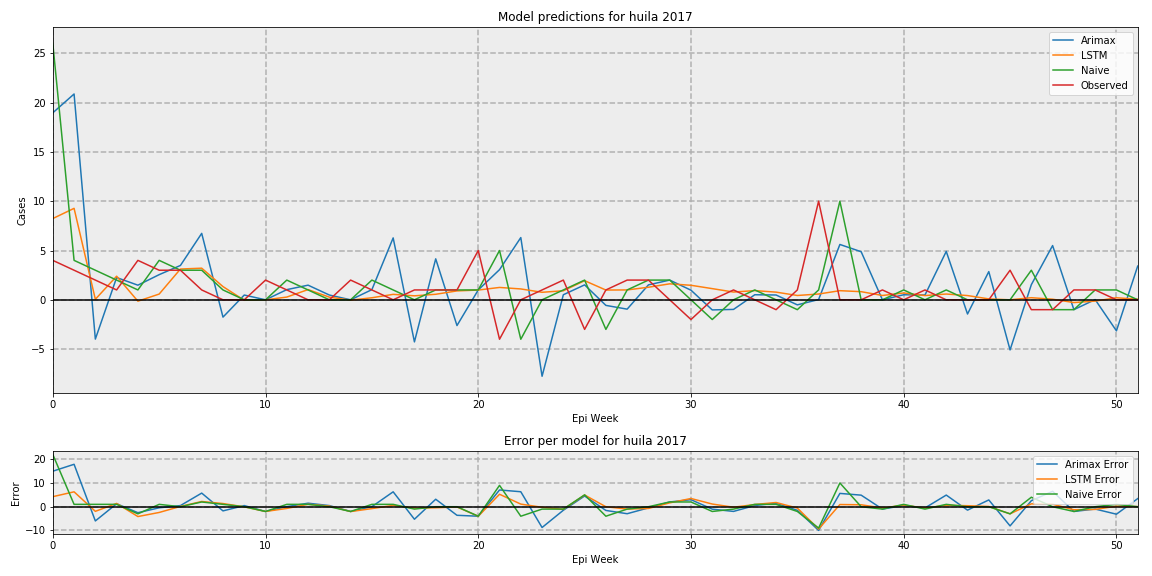 Model predictions for huila 2017
Cases
25
20
15
10
5
0
−5
Arimax
LSTM
Naive
Observed
0 10 20 30 40 50
Epi Week
Error per model for huila 2017
Error
20
10
0
−10
Arimax Error
LSTM Error
Naive Error
0 10 20 30 40 50
Epi Week